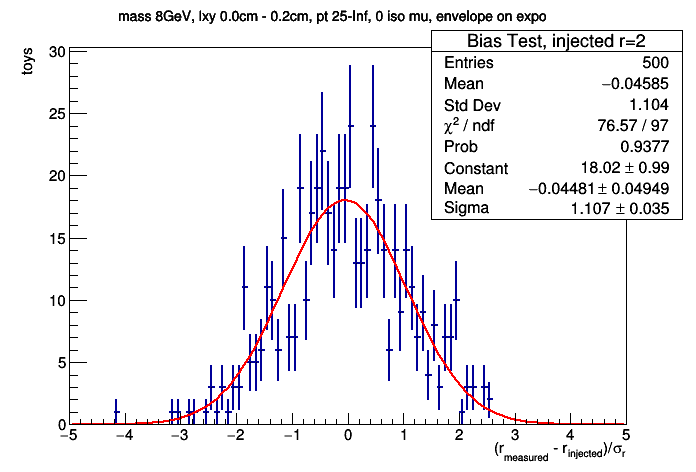 mass 8GeV, lxy 0.0cm - 0.2cm, pt 25-Inf, 0 iso mu, envelope on expo
Bias Test, injected r=2
Entries 500
Mean −0.04585
Std Dev 1.104
χ² / ndf 76.57 / 97
Prob 0.9377
Constant 18.02 ± 0.99
Mean −0.04481 ± 0.04949
Sigma 1.107 ± 0.035
toys
30
25
20
15
10
5
0
−5 −4 −3 −2 −1 0 1 2 3 4 5
(r_measured - r_injected)/σ_r